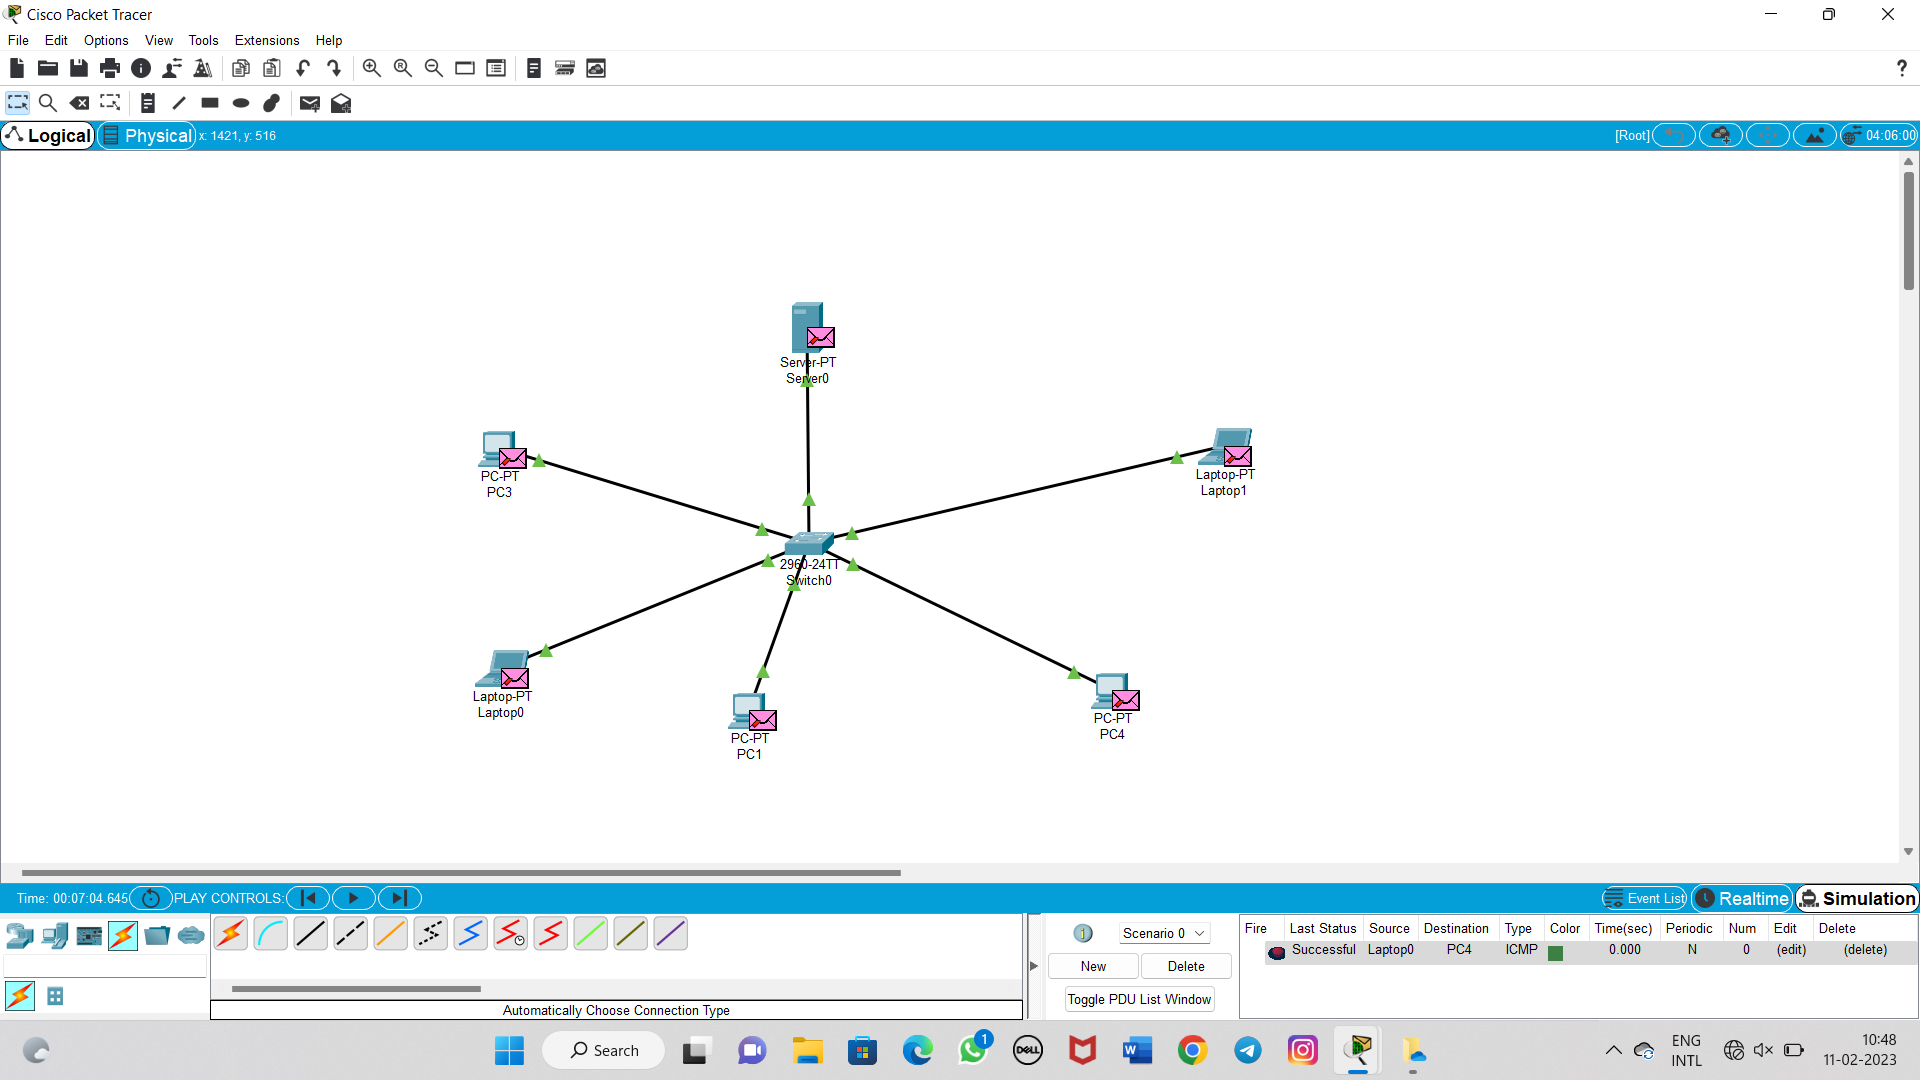 Cisco Packet Tracer
File Edit Options View Tools Extensions Help
?
Logical Physical x: 1421, y: 516 [Root] 04:06:00
Server-PT
Server0
PC-PT
PC3
Laptop-PT
Laptop1
2960-24TT
Switch0
Laptop-PT
Laptop0
PC-PT
PC1
PC-PT
PC4
Time: 00:07:04.645 PLAY CONTROLS: Event List Realtime Simulation
Scenario 0
New Delete
Toggle PDU List Window
Fire Last Status Source Destination Type Color Time(sec) Periodic Num Edit Delete
Successful Laptop0 PC4 ICMP 0.000 N 0 (edit) (delete)
Automatically Choose Connection Type
Search
1
DELL
ENG
INTL
10:48
11-02-2023